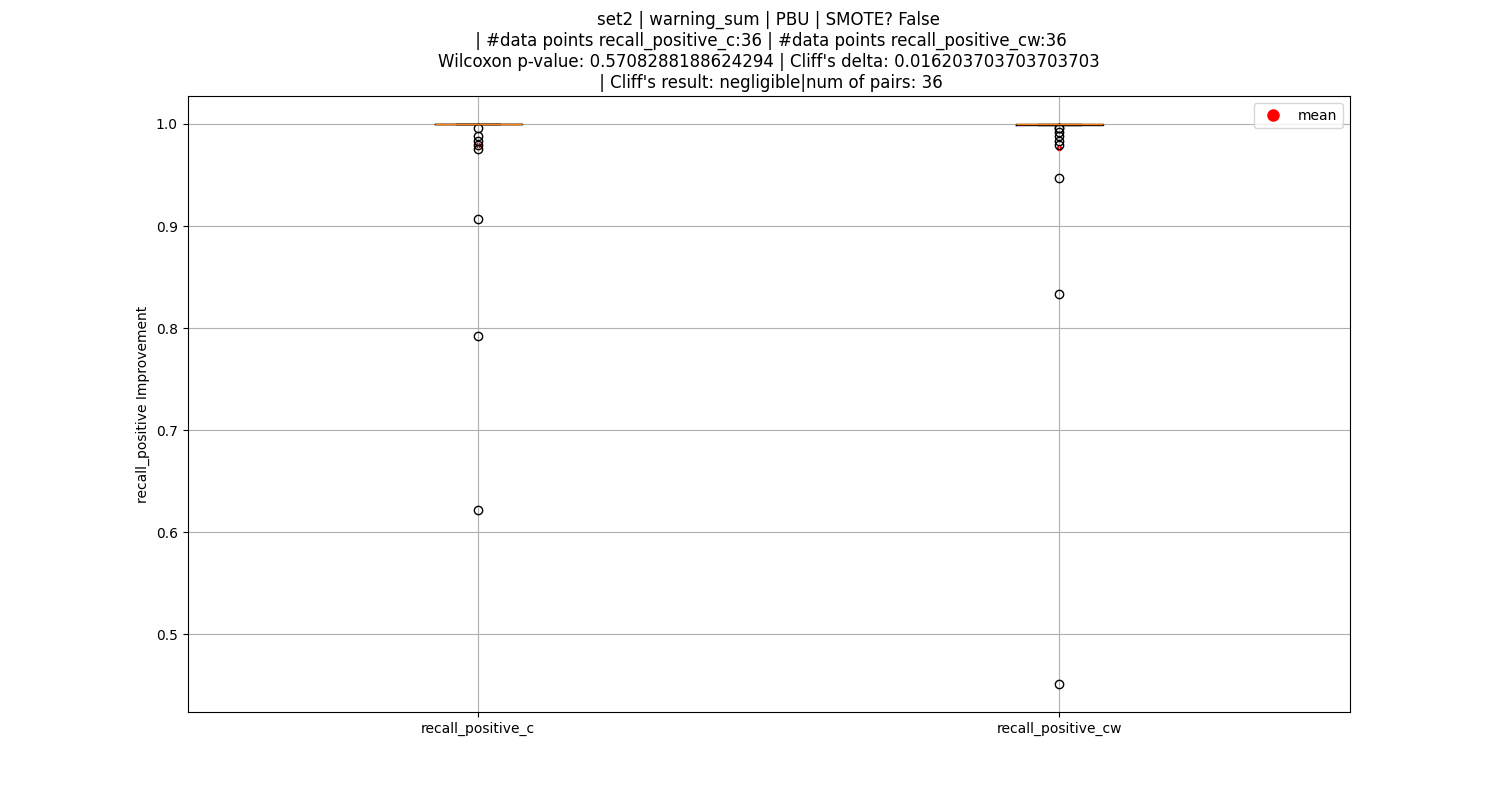 set2 | warning_sum | PBU | SMOTE? False
| #data points recall_positive_c:36 | #data points recall_positive_cw:36
Wilcoxon p-value: 0.5708288188624294 | Cliff's delta: 0.016203703703703703
| Cliff's result: negligible|num of pairs: 36
mean
1.0
0.9
0.8
0.7
0.6
0.5
recall_positive Improvement
recall_positive_c
recall_positive_cw